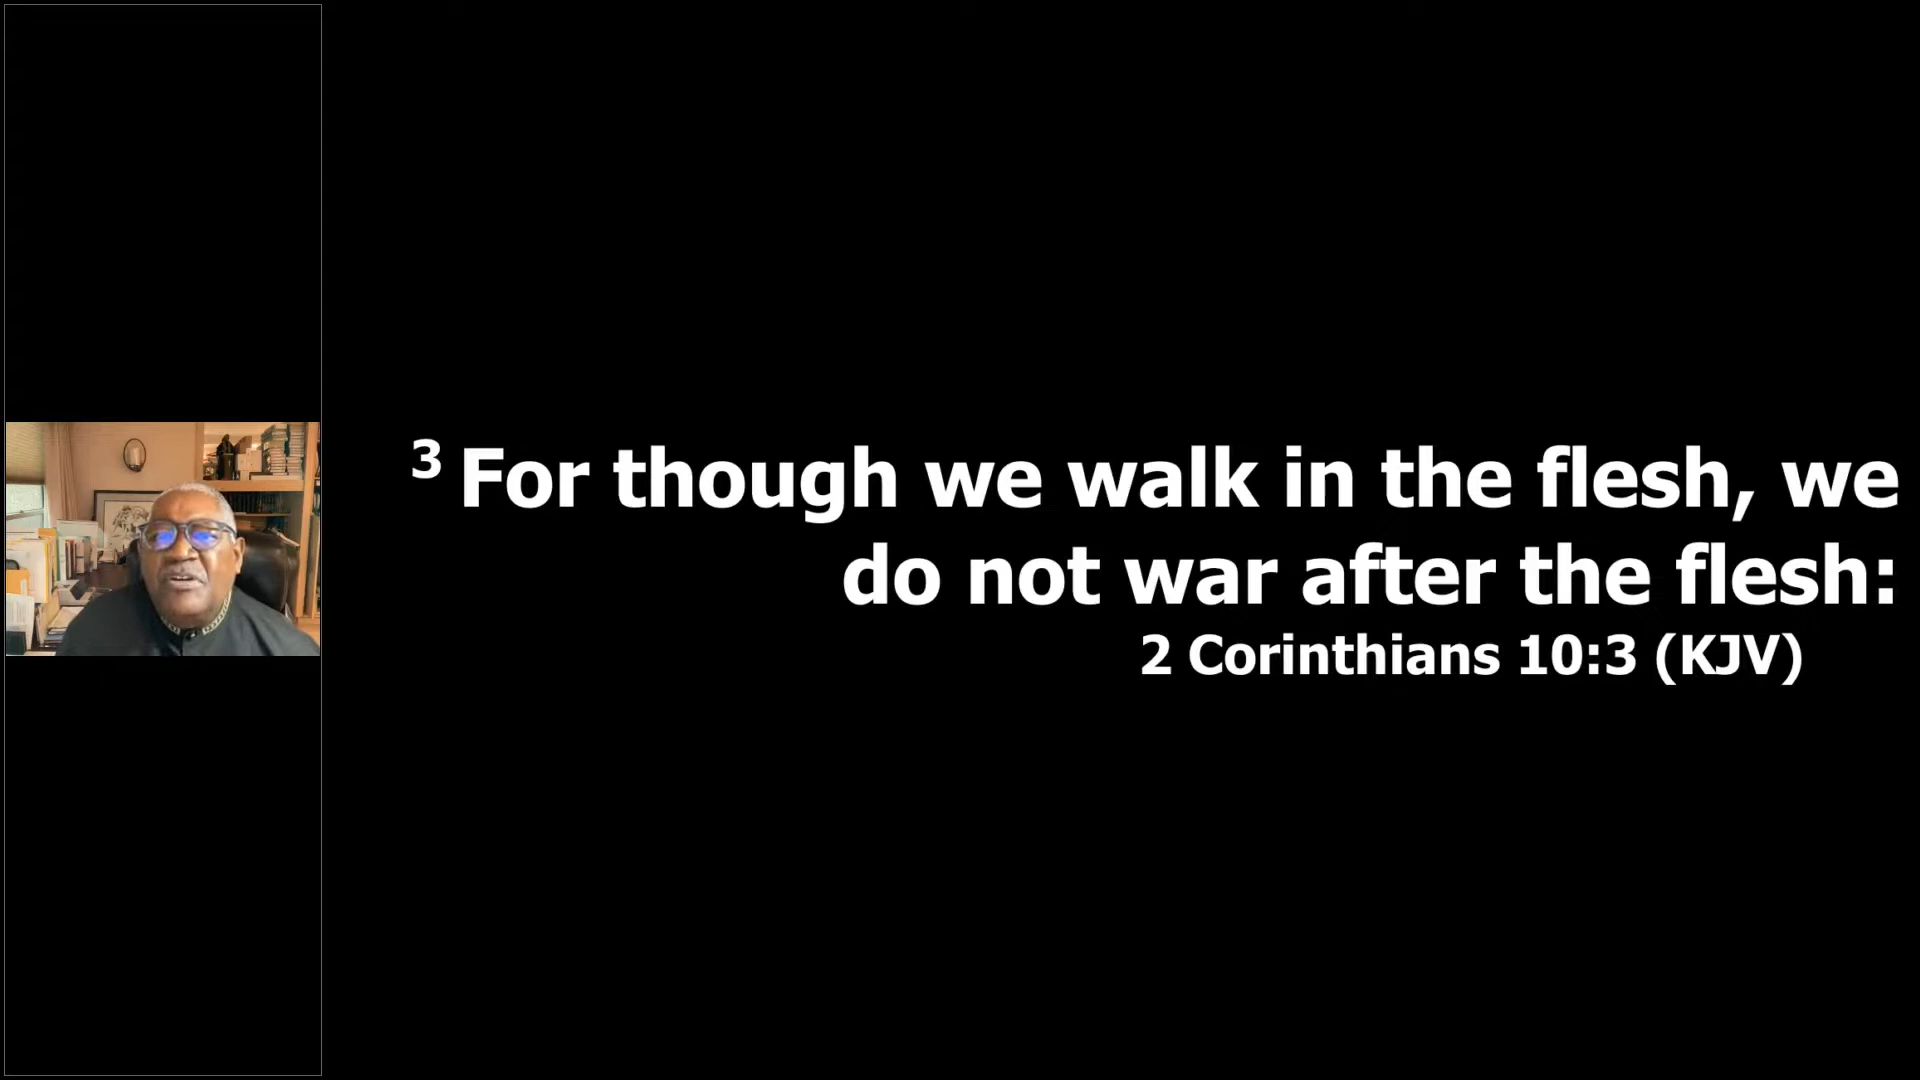 3 For though we walk in the flesh, we
do not war after the flesh:
2 Corinthians 10:3 (KJV)